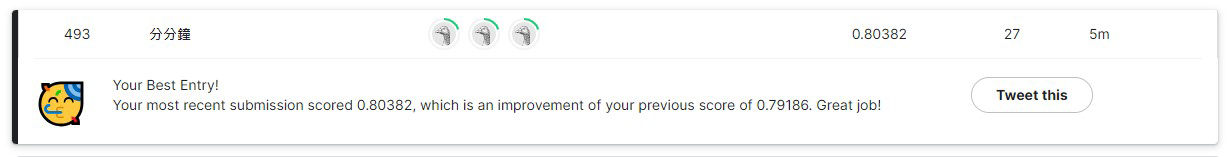 493 分分鐘 0.80382 27 5m
Your Best Entry!
Your most recent submission scored 0.80382, which is an improvement of your previous score of 0.79186. Great job!
Tweet this